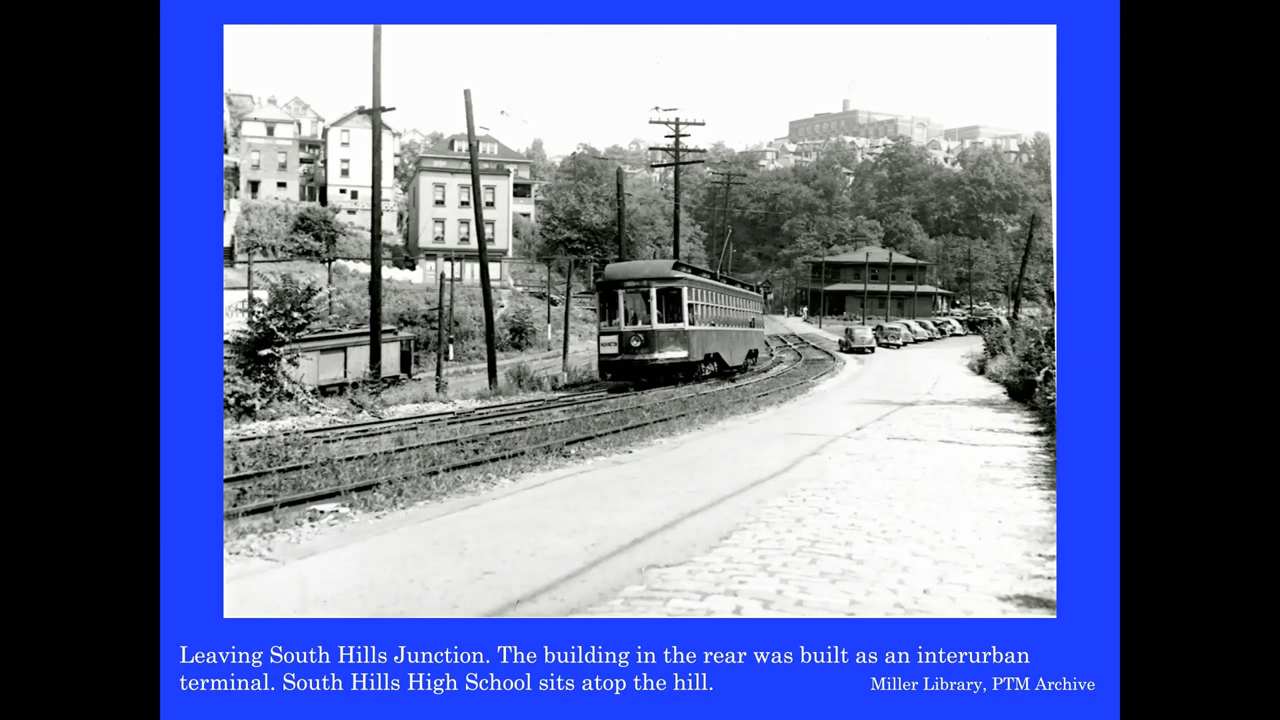 WASHINGTON
Leaving South Hills Junction. The building in the rear was built as an interurban
terminal. South Hills High School sits atop the hill.
Miller Library, PTM Archive